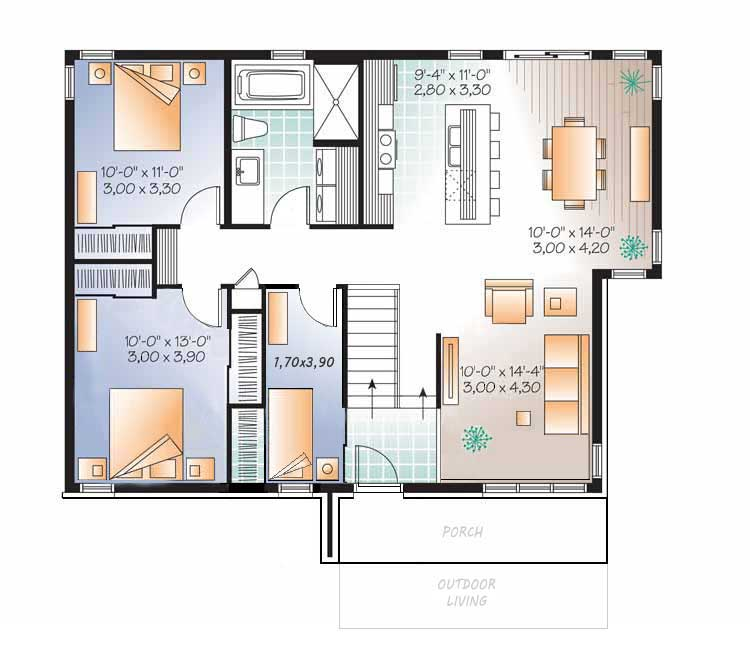 9'-4" x 11'-0"
2,80 x 3,30
10'-0" x 11'-0"
3,00 x 3,30
10'-0" x 14'-0"
3,00 x 4,20
10'-0" x 13'-0"
3,00 x 3,90
1,70x3,90
10'-0" x 14'-4"
3,00 x 4,30
PORCH
OUTDOOR
LIVING